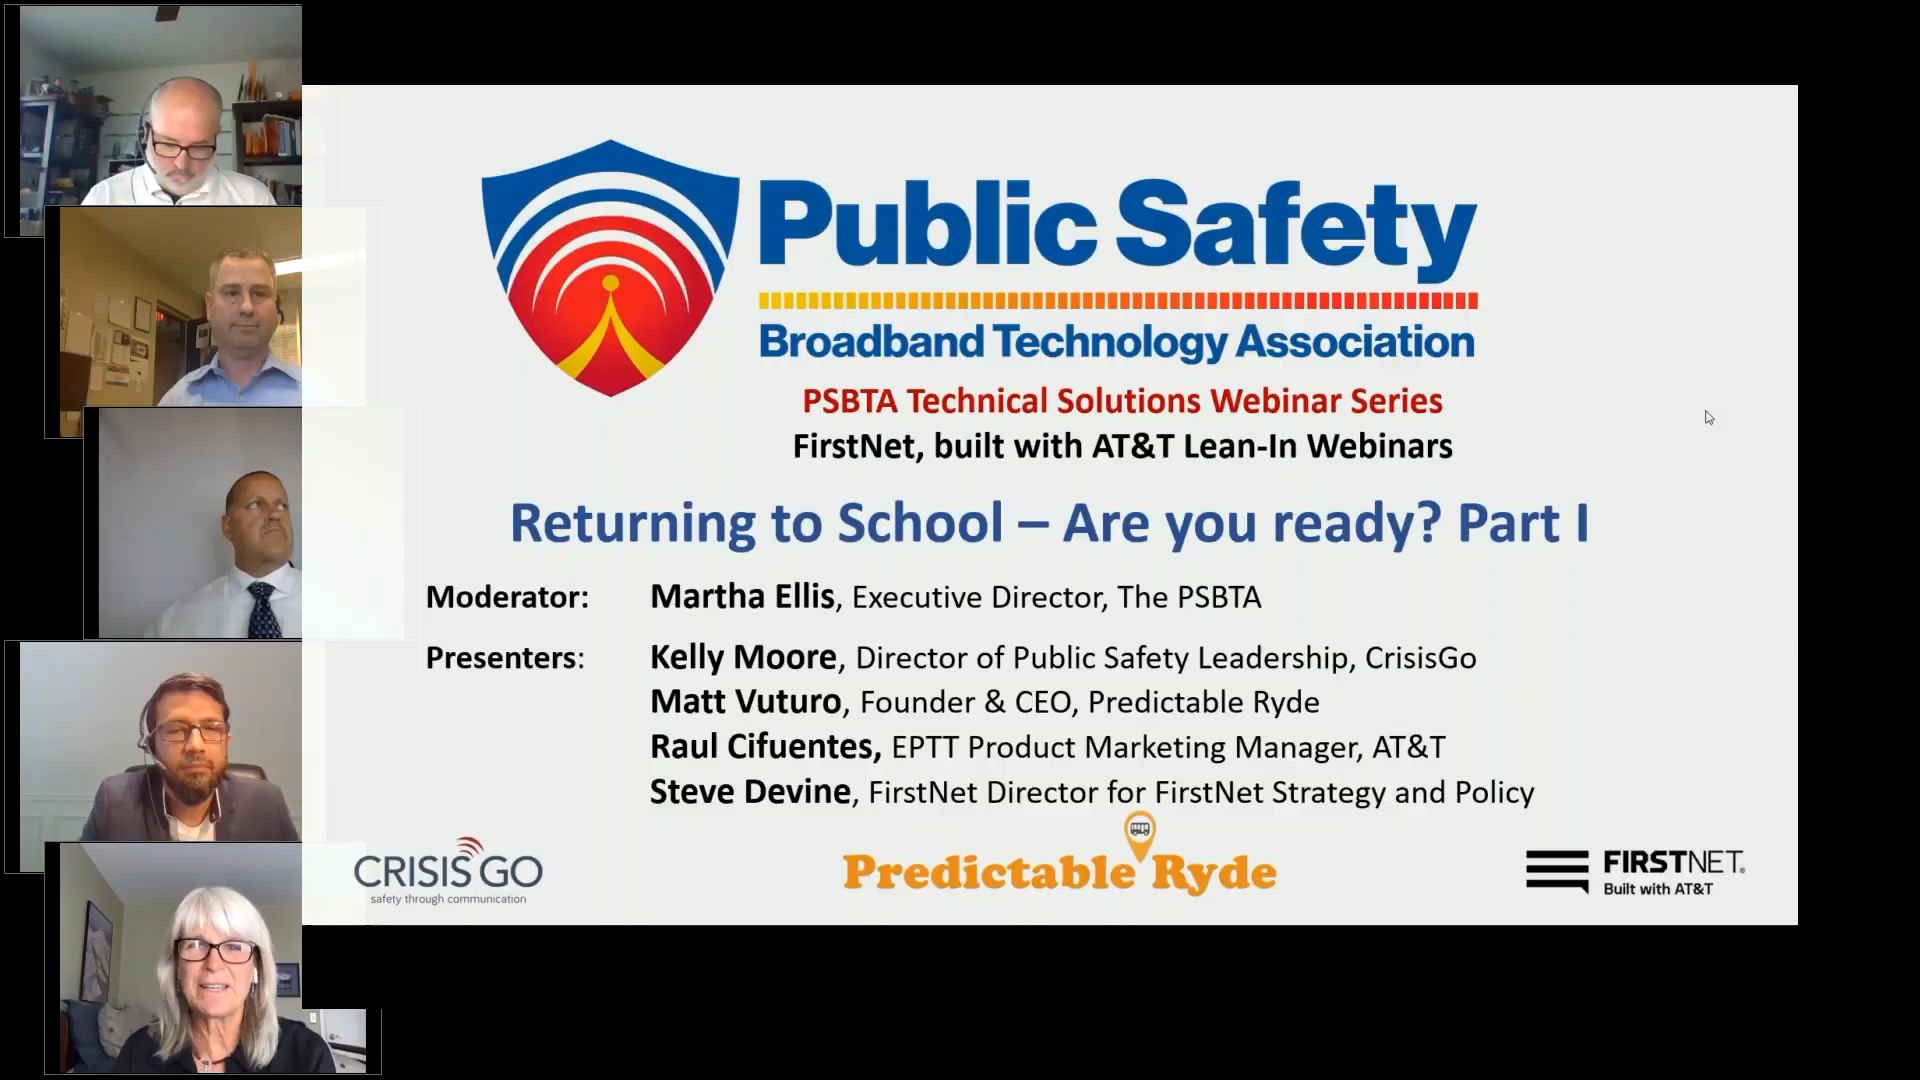 Public Safety
Broadband Technology Association
PSBTA Technical Solutions Webinar Series
FirstNet, built with AT&T Lean-In Webinars
Returning to School – Are you ready? Part I
Moderator: Martha Ellis, Executive Director, The PSBTA
Presenters: Kelly Moore, Director of Public Safety Leadership, CrisisGo
Matt Vuturo, Founder & CEO, Predictable Ryde
Raul Cifuentes, EPTT Product Marketing Manager, AT&T
Steve Devine, FirstNet Director for FirstNet Strategy and Policy
CRISIS GO
safety through communication
Predictable Ryde
FIRSTNET®
Built with AT&T